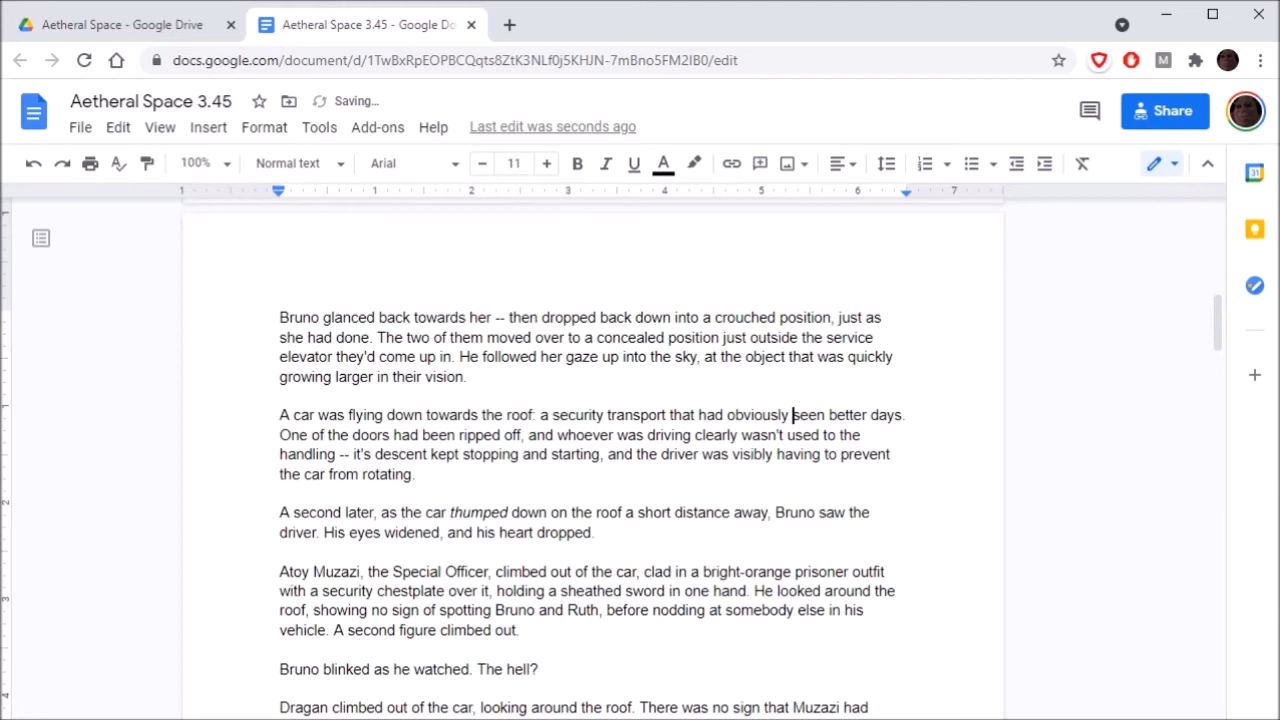 Aetheral Space - Google Drive
Aetheral Space 3.45 - Google Do
docs.google.com/document/d/1TwBxRpEOPBCQqts8ZtK3NLf0j5KHJN-7mBno5FM2IB0/edit
Aetheral Space 3.45 Saving...
Share
File Edit View Insert Format Tools Add-ons Help Last edit was seconds ago
100% Normal text Arial 11
1 1 2 3 4 5 6 7
Bruno glanced back towards her -- then dropped back down into a crouched position, just as
she had done. The two of them moved over to a concealed position just outside the service
elevator they'd come up in. He followed her gaze up into the sky, at the object that was quickly
growing larger in their vision.
A car was flying down towards the roof: a security transport that had obviously seen better days.
One of the doors had been ripped off, and whoever was driving clearly wasn't used to the
handling -- it's descent kept stopping and starting, and the driver was visibly having to prevent
the car from rotating.
A second later, as the car thumped down on the roof a short distance away, Bruno saw the
driver. His eyes widened, and his heart dropped.
Atoy Muzazi, the Special Officer, climbed out of the car, clad in a bright-orange prisoner outfit
with a security chestplate over it, holding a sheathed sword in one hand. He looked around the
roof, showing no sign of spotting Bruno and Ruth, before nodding at somebody else in his
vehicle. A second figure climbed out.
Bruno blinked as he watched. The hell?
Dragan climbed out of the car, looking around the roof. There was no sign that Muzazi had